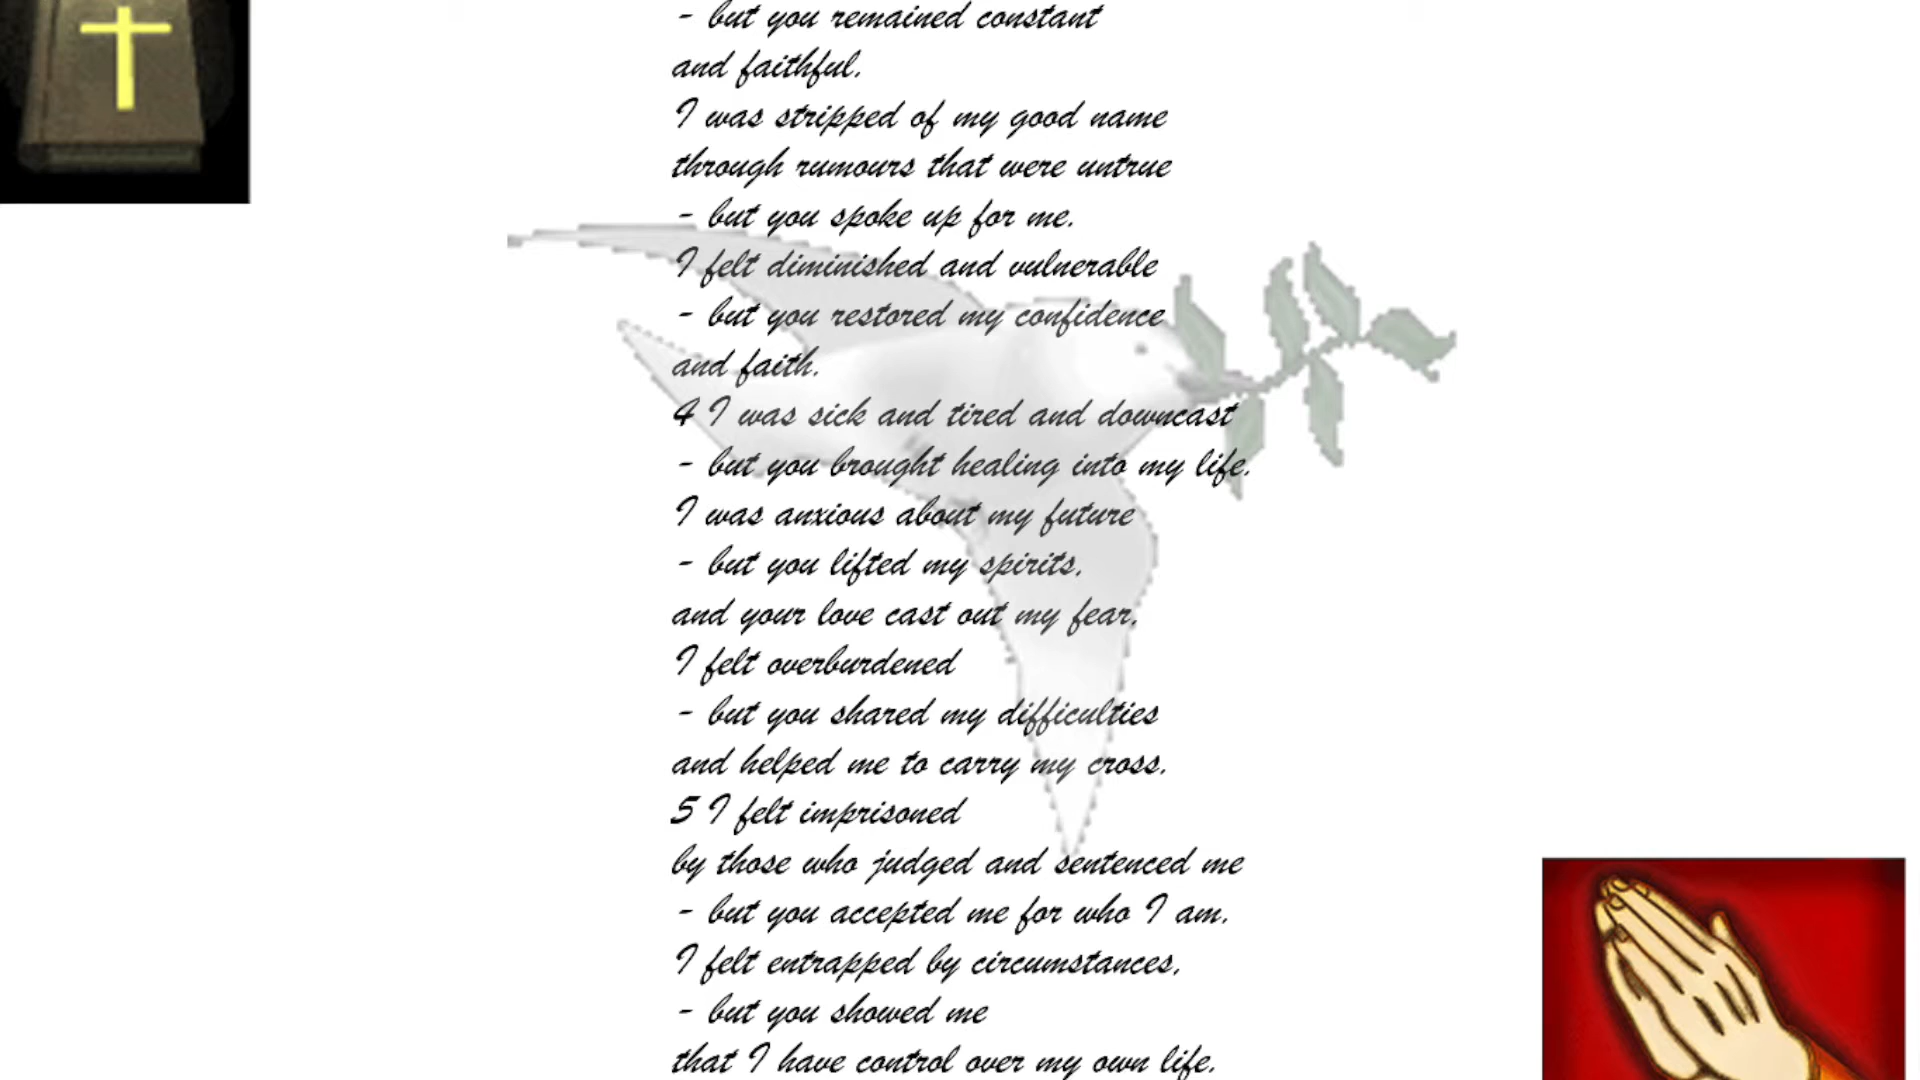 - but you remained constant
and faithful.
I was stripped of my good name
through rumours that were untrue
- but you spoke up for me.
I felt diminished and vulnerable
- but you restored my confidence
and faith.
4 I was sick and tired and downcast
- but you brought healing into my life.
I was anxious about my future
- but you lifted my spirits,
and your love cast out my fear.
I felt overburdened
- but you shared my difficulties
and helped me to carry my cross.
5 I felt imprisoned
by those who judged and sentenced me
- but you accepted me for who I am.
I felt entrapped by circumstances,
- but you showed me
that I have control over my own life.